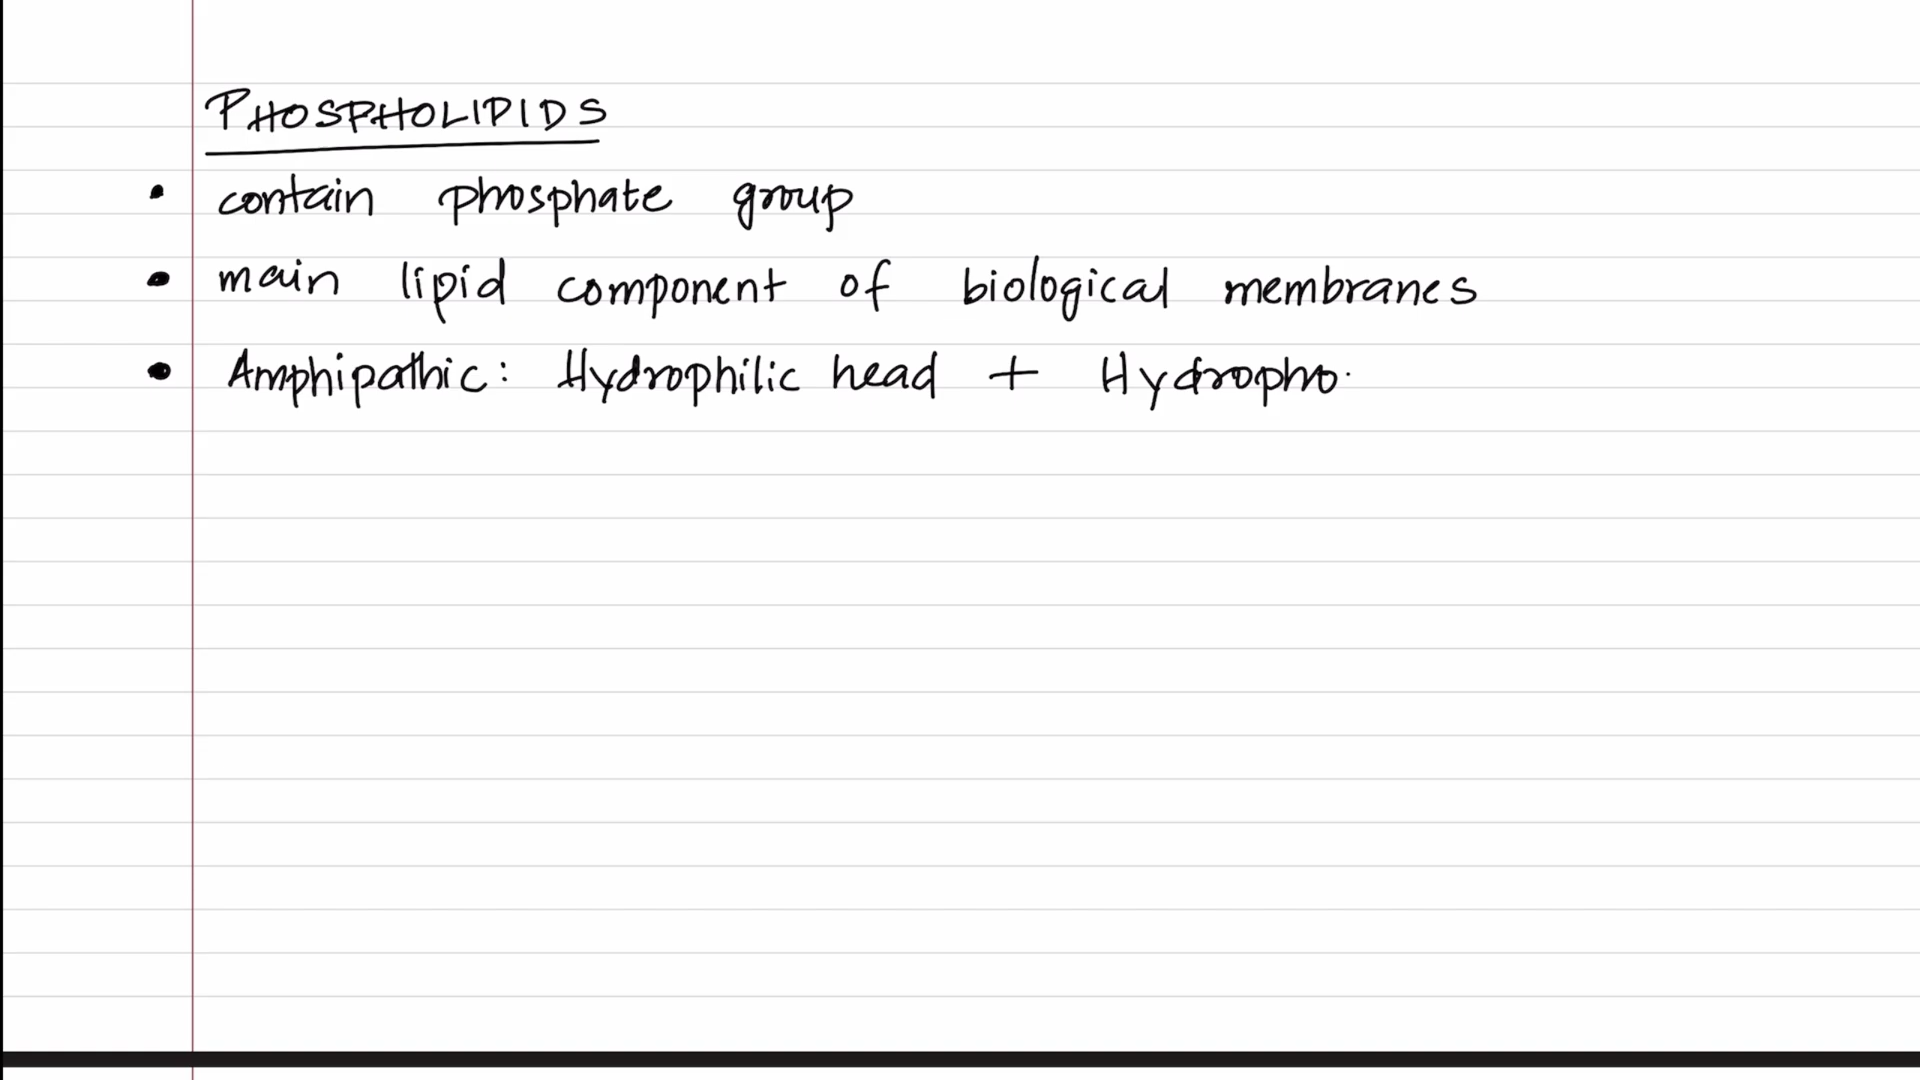 PHOSPHOLIPIDS
• contain phosphate group
• main lipid component of biological membranes
• Amphipathic: Hydrophilic head + Hydropho